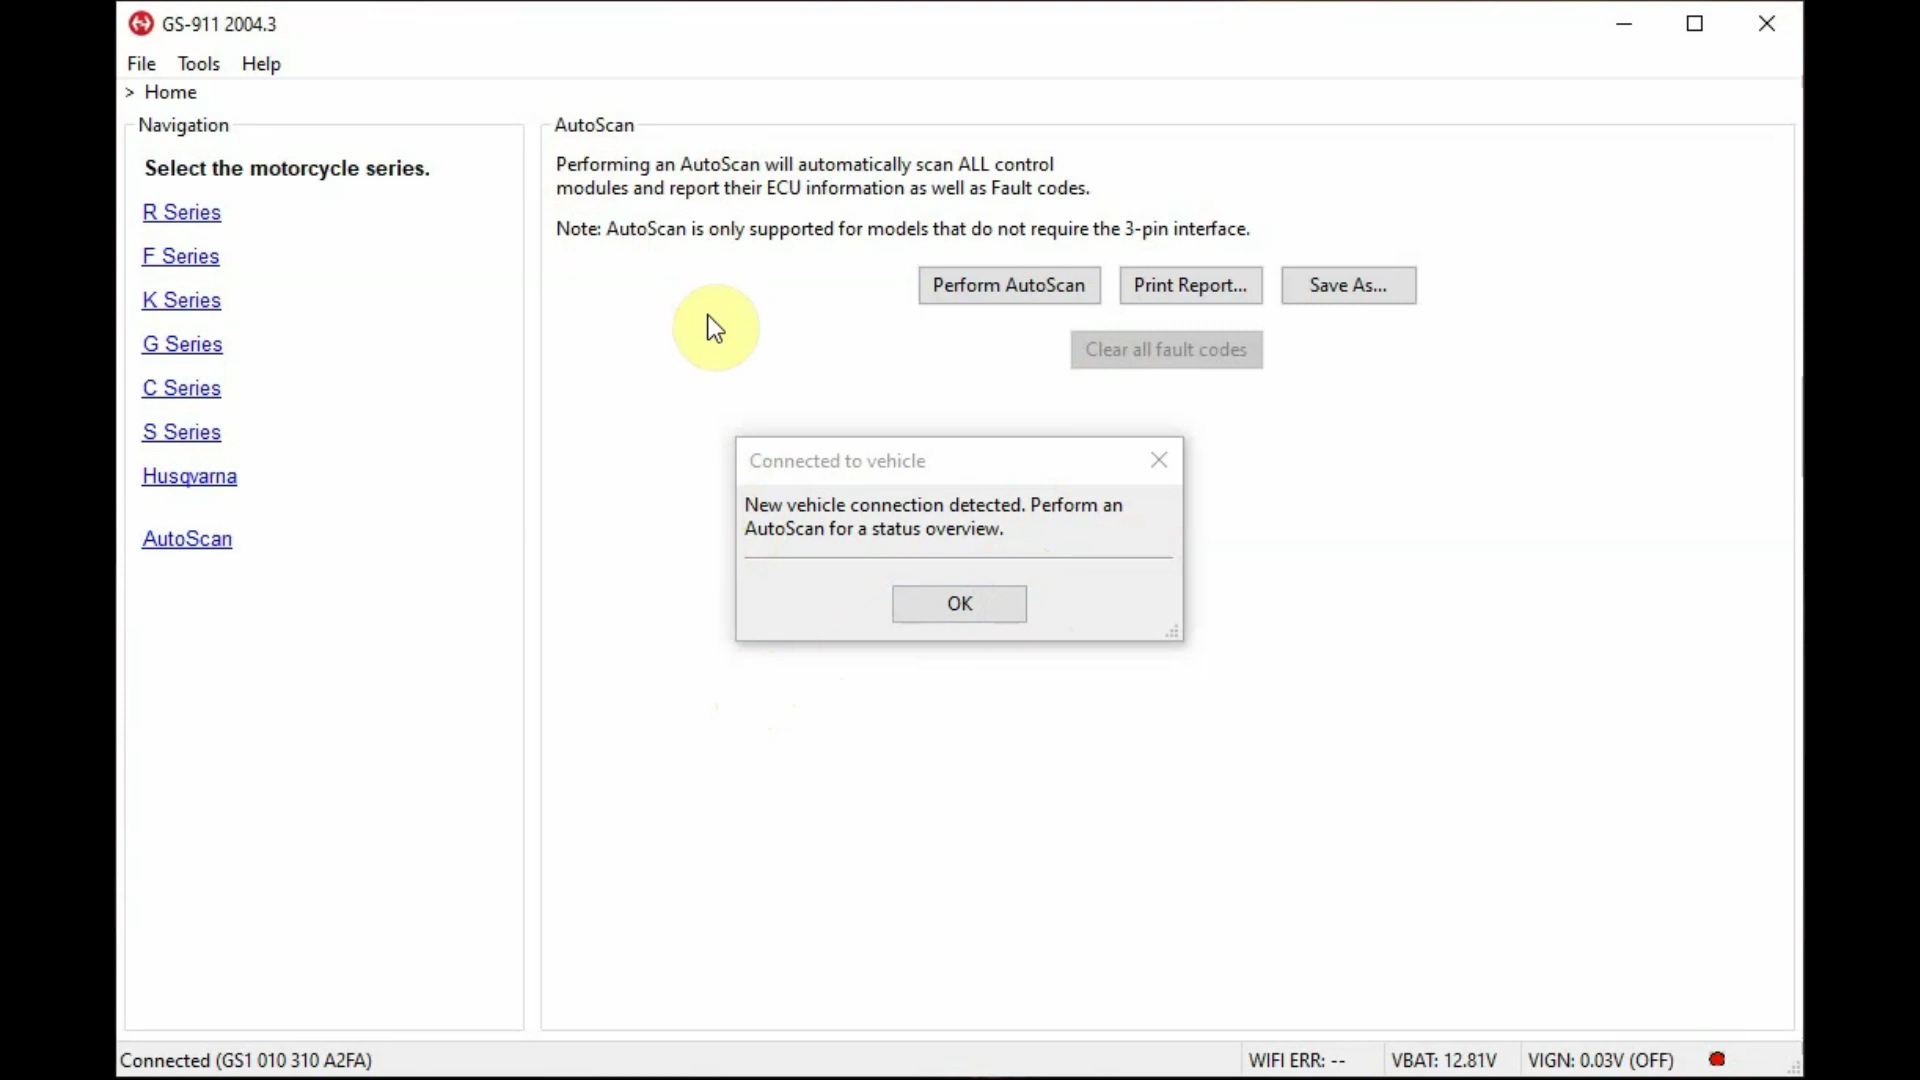 GS-911 2004.3
File Tools Help
> Home
Navigation
Select the motorcycle series.
R Series
F Series
K Series
G Series
C Series
S Series
Husqvarna
AutoScan
AutoScan
Performing an AutoScan will automatically scan ALL control
modules and report their ECU information as well as Fault codes.
Note: AutoScan is only supported for models that do not require the 3-pin interface.
Perform AutoScan Print Report... Save As...
Clear all fault codes
Connected to vehicle
New vehicle connection detected. Perform an
AutoScan for a status overview.
OK
Connected (GS1 010 310 A2FA) WIFI ERR: -- VBAT: 12.81V VIGN: 0.03V (OFF)